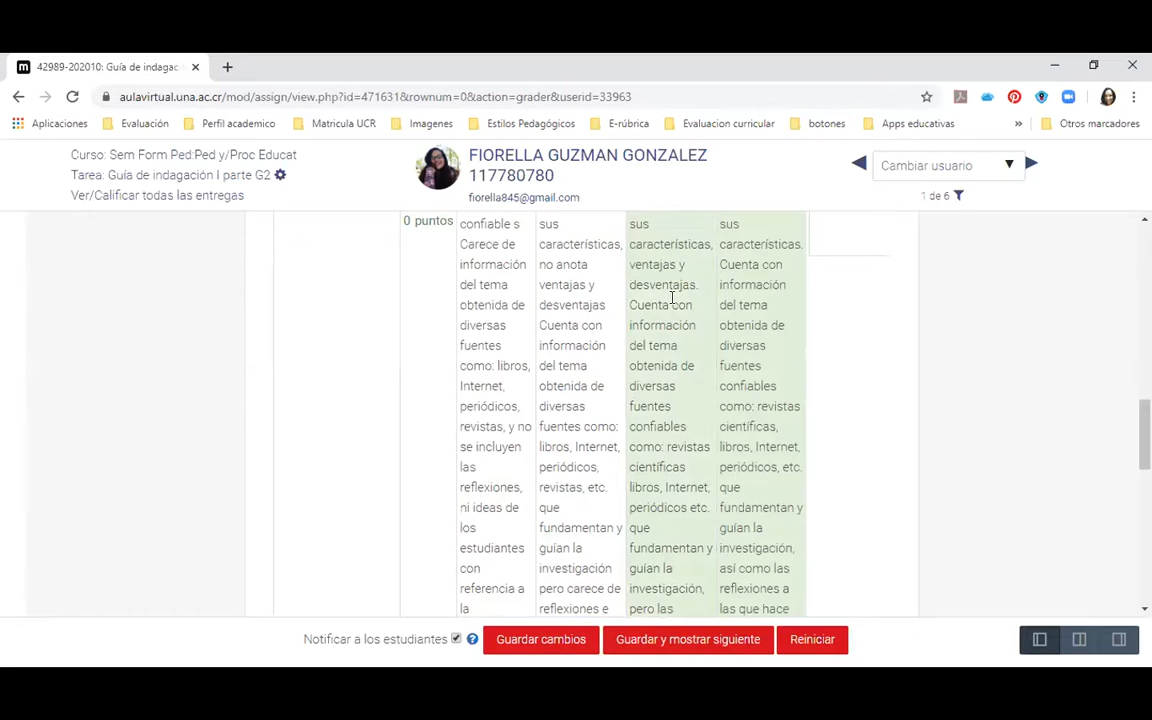 42989-202010: Guía de indagac
aulavirtual.una.ac.cr/mod/assign/view.php?id=471631&rownum=0&action=grader&userid=33963
Aplicaciones
Evaluación
Perfil academico
Matricula UCR
Imagenes
Estilos Pedagógicos
E-rúbrica
Evaluacion curricular
botones
Apps educativas
»
Otros marcadores
Curso: Sem Form Ped:Ped y/Proc Educat
Tarea: Guía de indagación I parte G2
Ver/Calificar todas las entregas
FIORELLA GUZMAN GONZALEZ
117780780
fiorella845@gmail.com
Cambiar usuario
1 de 6
0 puntos
confiable s
Carece de
información
del tema
obtenida de
diversas
fuentes
como: libros,
Internet,
periódicos,
revistas, y no
se incluyen
las
reflexiones,
ni ideas de
los
estudiantes
con
referencia a
la
sus
características,
no anota
ventajas y
desventajas
Cuenta con
información
del tema
obtenida de
diversas
fuentes como:
libros, Internet,
periódicos,
revistas, etc.
que
fundamentan y
guían la
investigación
pero carece de
reflexiones e
sus
características,
ventajas y
desventajas.
Cuenta con
información
del tema
obtenida de
diversas
fuentes
confiables
como: revistas
científicas
libros, Internet,
periódicos etc.
que
fundamentan y
guían la
investigación,
pero las
sus
características.
Cuenta con
información
del tema
obtenida de
diversas
fuentes
confiables
como: revistas
científicas,
libros, Internet,
periódicos, etc.
que
fundamentan y
guían la
investigación,
así como las
reflexiones a
las que hace
Notificar a los estudiantes
Guardar cambios
Guardar y mostrar siguiente
Reiniciar